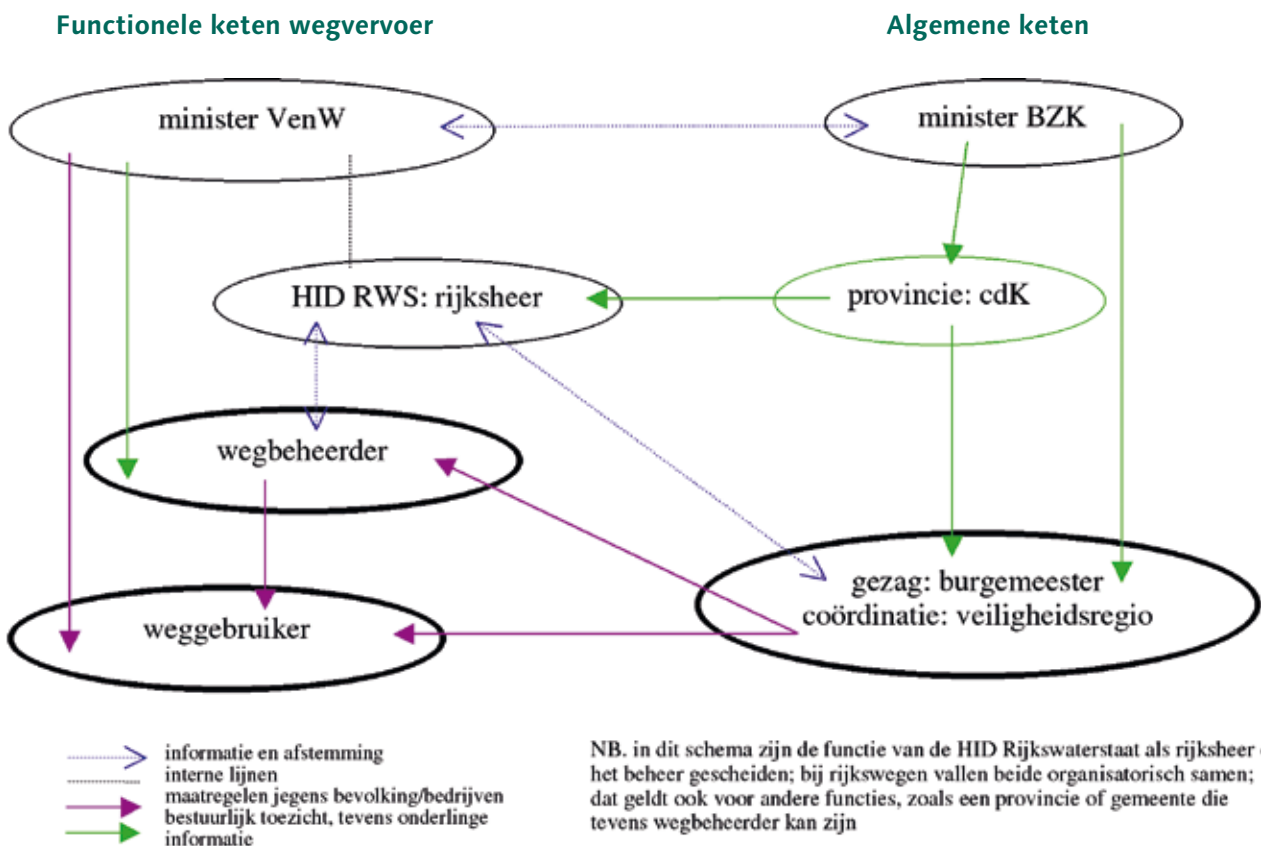 Functionele keten wegvervoer
Algemene keten
minister VenW
minister BZK
HID RWS: rijksheer
provincie: cdK
wegbeheerder
gezag: burgemeester
coördinatie: veiligheidsregio
weggebruiker
informatie en afstemming
interne lijnen
maatregelen jegens bevolking/bedrijven
bestuurlijk toezicht, tevens onderlinge
informatie
NB. in dit schema zijn de functie van de HID Rijkswaterstaat als rijksheer
het beheer gescheiden; bij rijkswegen vallen beide organisatorisch samen;
dat geldt ook voor andere functies, zoals een provincie of gemeente die
tevens wegbeheerder kan zijn